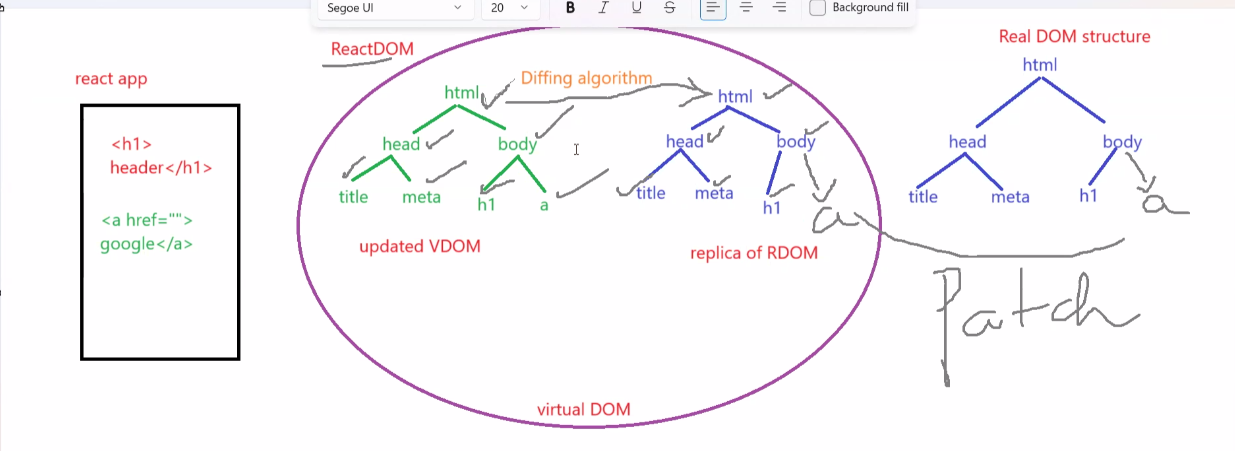 Segoe UI
20
B I U S
Background fill
react app
<h1>
header</h1>
<a href="">
google</a>
ReactDOM
Diffing algorithm
html
head
body
title
meta
h1
a
updated VDOM
html
head
body
title
meta
h1
a
replica of RDOM
virtual DOM
Real DOM structure
html
head
body
title
meta
h1
a
Patch